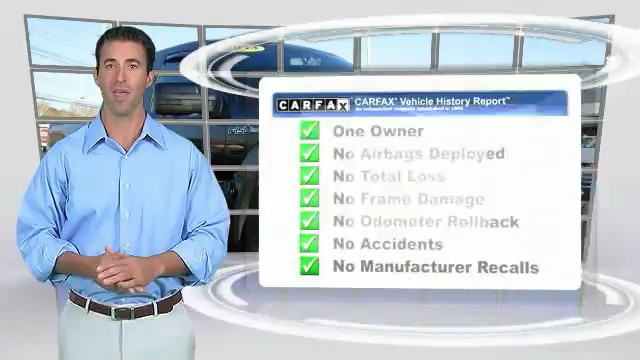 CARFAX CARFAX Vehicle History Report™
One Owner
No Airbags Deployed
No Total Loss
No Frame Damage
No Odometer Rollback
No Accidents
No Manufacturer Recalls
F150